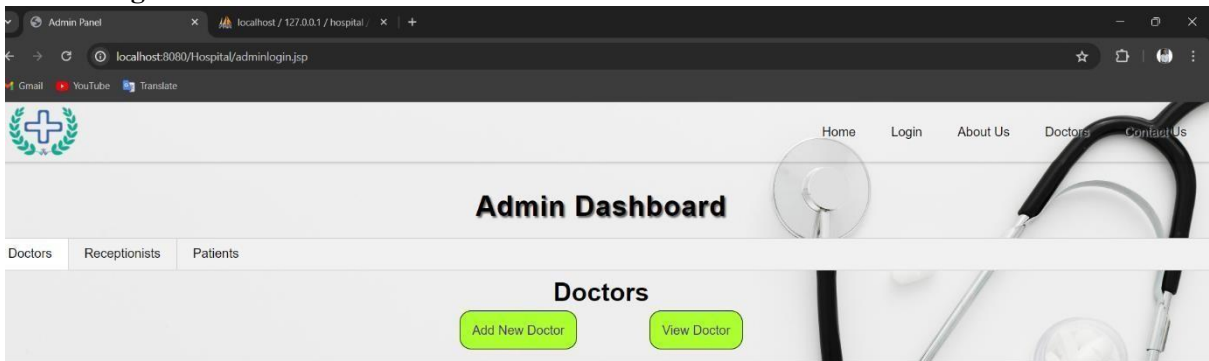 Admin Panel
localhost / 127.0.0.1 / hospital /
localhost:8080/Hospital/adminlogin.jsp
Gmail YouTube Translate
Home Login About Us Doctors Contact Us
Admin Dashboard
Doctors Receptionists Patients
Doctors
Add New Doctor View Doctor